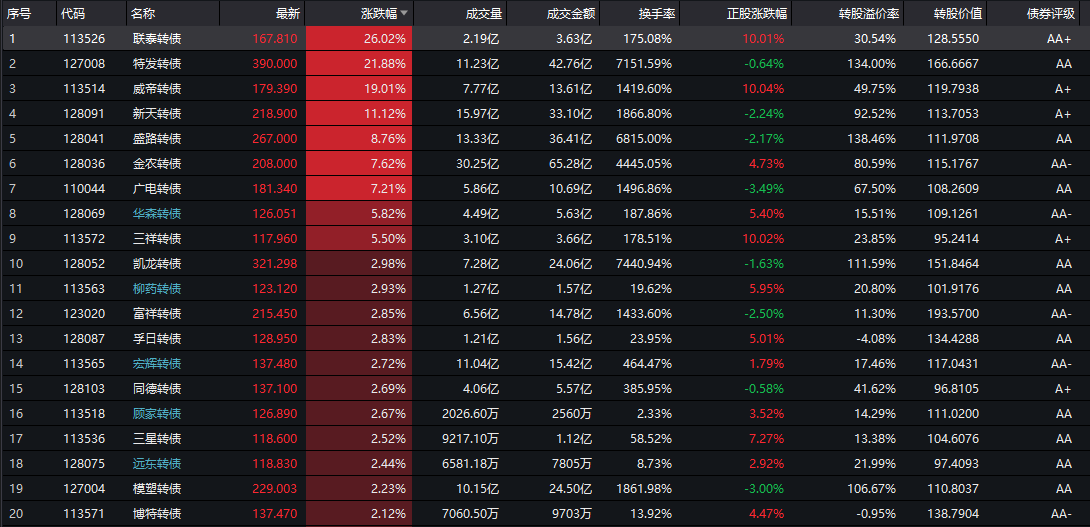 序号 代码 名称 最新 涨跌幅 成交量 成交金额 换手率 正股涨跌幅 转股溢价率 转股价值 债券评级
1 113526 联泰转债 167.810 26.02% 2.19亿 3.63亿 175.08% 10.01% 30.54% 128.5550 AA+
2 127008 特发转债 390.000 21.88% 11.23亿 42.76亿 7151.59% -0.64% 134.00% 166.6667 AA
3 113514 威帝转债 179.390 19.01% 7.77亿 13.61亿 1419.60% 10.04% 49.75% 119.7938 A+
4 128091 新天转债 218.900 11.12% 15.97亿 33.10亿 1866.80% -2.24% 92.52% 113.7053 A+
5 128041 盛路转债 267.000 8.76% 13.33亿 36.41亿 6815.00% -2.17% 138.46% 111.9708 AA
6 128036 金农转债 208.000 7.62% 30.25亿 65.28亿 4445.05% 4.73% 80.59% 115.1767 AA-
7 110044 广电转债 181.340 7.21% 5.86亿 10.69亿 1496.86% -3.49% 67.50% 108.2609 AA
8 128069 华森转债 126.051 5.82% 4.49亿 5.63亿 187.86% 5.40% 15.51% 109.1261 AA-
9 113572 三祥转债 117.960 5.50% 3.10亿 3.66亿 178.51% 10.02% 23.85% 95.2414 A+
10 128052 凯龙转债 321.298 2.98% 7.28亿 24.06亿 7440.94% -1.63% 111.59% 151.8464 AA
11 113563 柳药转债 123.120 2.93% 1.27亿 1.57亿 19.62% 5.95% 20.80% 101.9176 AA
12 123020 富祥转债 215.450 2.85% 6.56亿 14.78亿 1433.60% -2.50% 11.30% 193.5700 AA-
13 128087 孚日转债 128.950 2.83% 1.21亿 1.56亿 23.95% 5.01% -4.08% 134.4288 AA
14 113565 宏辉转债 137.480 2.72% 11.04亿 15.42亿 464.47% 1.79% 17.46% 117.0431 AA-
15 128103 同德转债 137.100 2.69% 4.06亿 5.57亿 385.95% -0.58% 41.62% 96.8105 A+
16 113518 顾家转债 126.890 2.67% 2026.60万 2560万 2.33% 3.52% 14.29% 111.0200 AA
17 113536 三星转债 118.600 2.52% 9217.10万 1.12亿 58.52% 7.27% 13.38% 104.6076 AA
18 128075 远东转债 118.830 2.44% 6581.18万 7805万 8.73% 2.92% 21.99% 97.4093 AA
19 127004 模塑转债 229.003 2.23% 10.15亿 24.50亿 1861.98% -3.00% 106.67% 110.8037 AA
20 113571 博特转债 137.470 2.12% 7060.50万 9703万 13.92% 4.47% -0.95% 138.7904 AA-